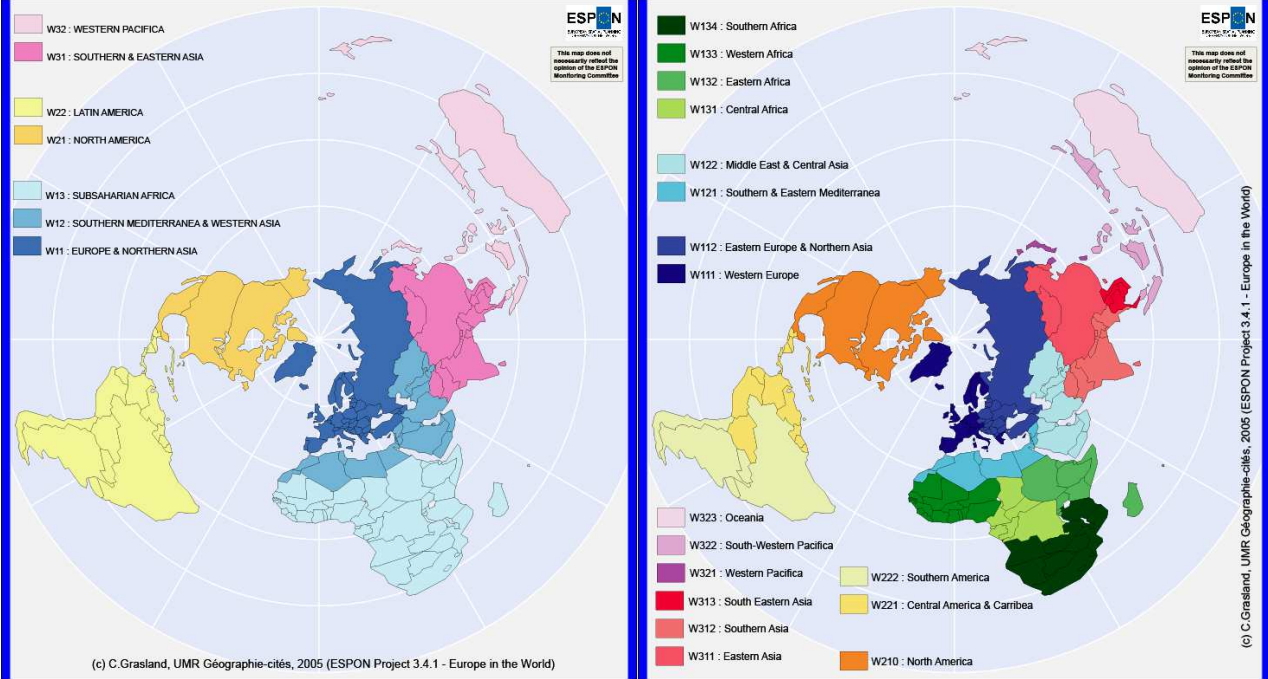 W32 : WESTERN PACIFICA
W31 : SOUTHERN & EASTERN ASIA
W22 : LATIN AMERICA
W21 : NORTH AMERICA
W13 : SUBSAHARIAN AFRICA
W12 : SOUTHERN MEDITERRANEA & WESTERN ASIA
W11 : EUROPE & NORTHERN ASIA
ESPON
This map does not
necessarily reflect the
opinion of the ESPON
Monitoring Committee
(c) C.Grasland, UMR Géographie-cités, 2005 (ESPON Project 3.4.1 - Europe in the World)
W134 : Southern Africa
W133 : Western Africa
W132 : Eastern Africa
W131 : Central Africa
W122 : Middle East & Central Asia
W121 : Southern & Eastern Mediterranea
W112 : Eastern Europe & Northern Asia
W111 : Western Europe
W323 : Oceania
W322 : South-Western Pacifica
W321 : Western Pacifica
W313 : South Eastern Asia
W312 : Southern Asia
W311 : Eastern Asia
W222 : Southern America
W221 : Central America & Carribea
W210 : North America
ESPON
This map does not
necessarily reflect the
opinion of the ESPON
Monitoring Committee
(c) C.Grasland, UMR Géographie-cités, 2005 (ESPON Project 3.4.1 - Europe in the World)